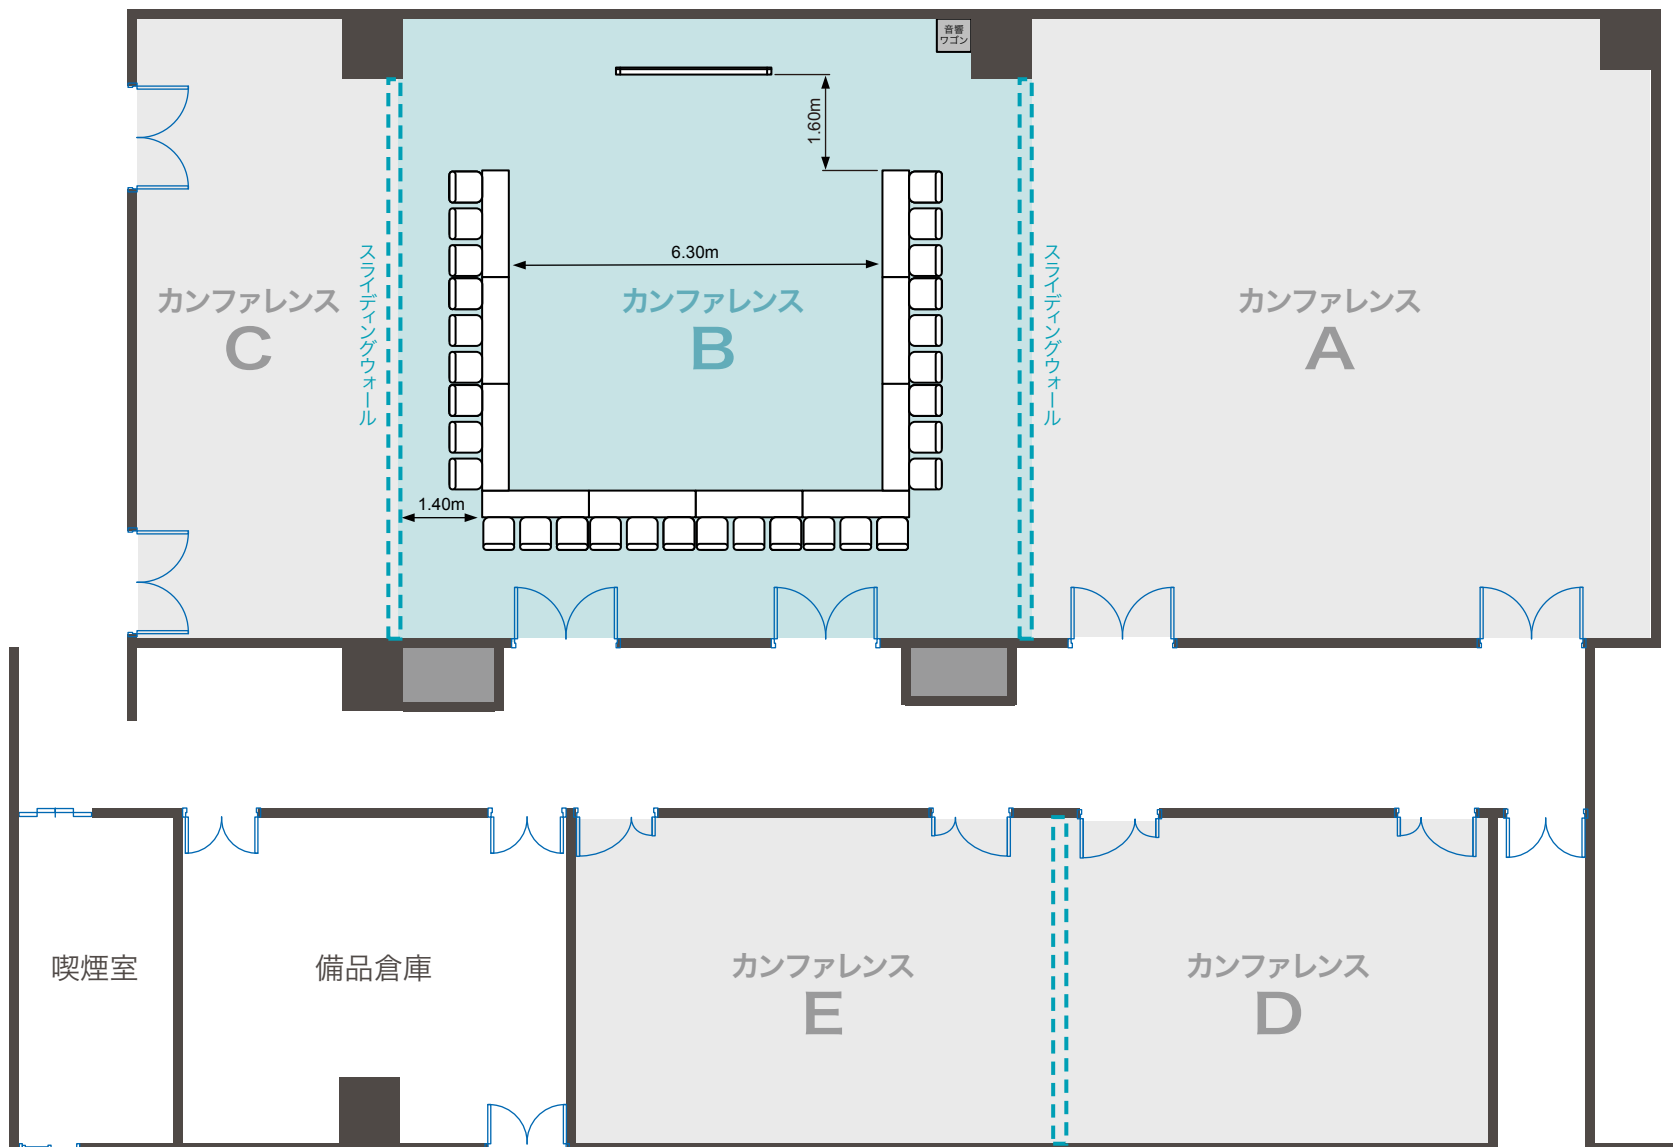 音響
ワゴン
1.60m
6.30m
カンファレンス
C
スライディングウォール
カンファレンス
B
スライディングウォール
カンファレンス
A
1.40m
喫煙室
備品倉庫
カンファレンス
E
カンファレンス
D